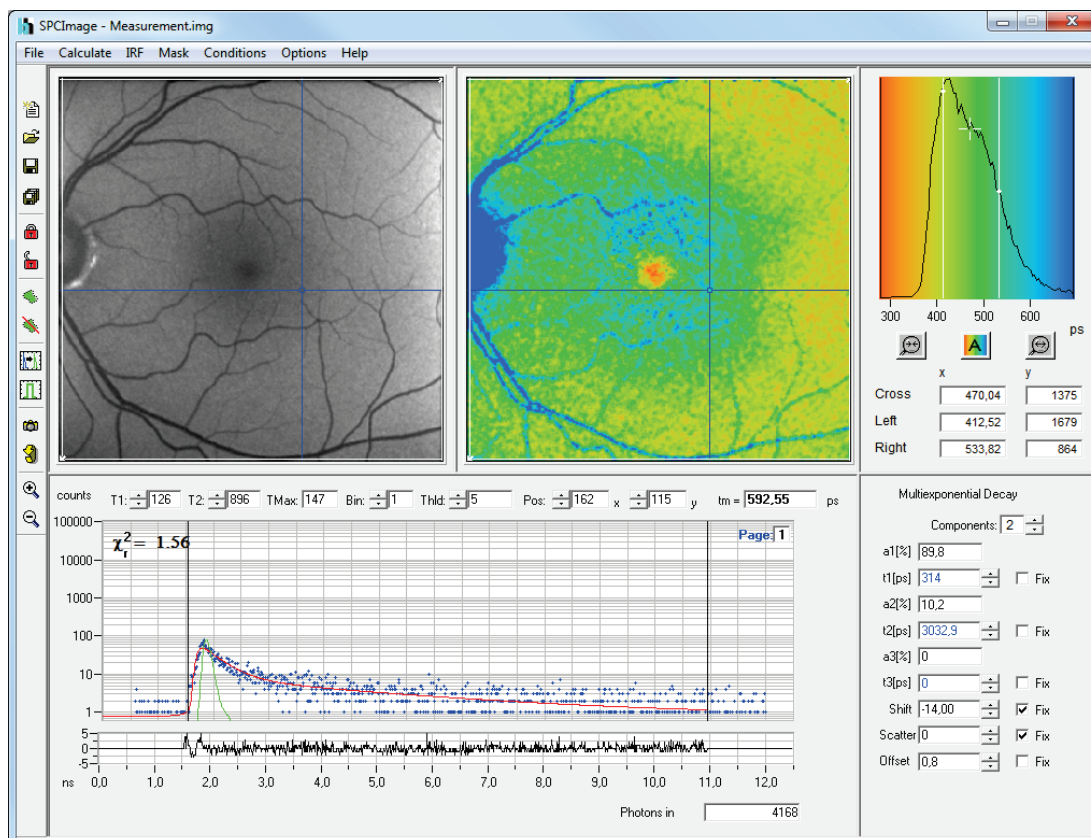 SPCImage - Measurement.img
File Calculate IRF Mask Conditions Options Help
300 400 500 600 ps
A
x y
Cross 470,04 1375
Left 412,52 1679
Right 533,82 864
counts T1: 126 T2: 896 TMax: 147 Bin: 1 Thld: 5 Pos: 162 x 115 y tm = 592,55 ps
100000
10000
1000
100
10
1
χr2= 1.56
Page: 1
5
0
-5
0,0 1,0 2,0 3,0 4,0 5,0 6,0 7,0 8,0 9,0 10,0 11,0 12,0
ns
Photons in 4168
Multiexponential Decay
Components: 2
a1[%] 89,8
t1[ps] 314 Fix
a2[%] 10,2
t2[ps] 3032,9 Fix
a3[%] 0
t3[ps] 0 Fix
Shift -14,00 Fix
Scatter 0 Fix
Offset 0,8 Fix